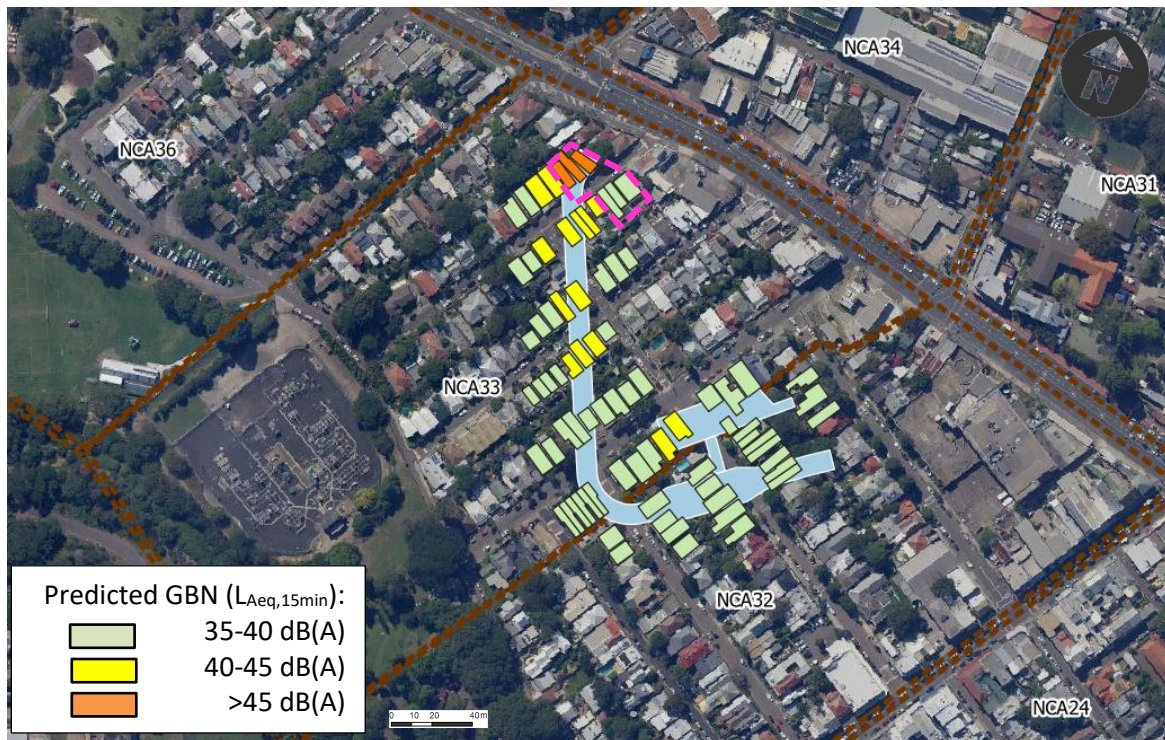 NCA34
N
NCA36
NCA31
NCA33
NCA32
NCA24
Predicted GBN (LAeq,15min):
35-40 dB(A)
40-45 dB(A)
>45 dB(A)
0 10 20 40m